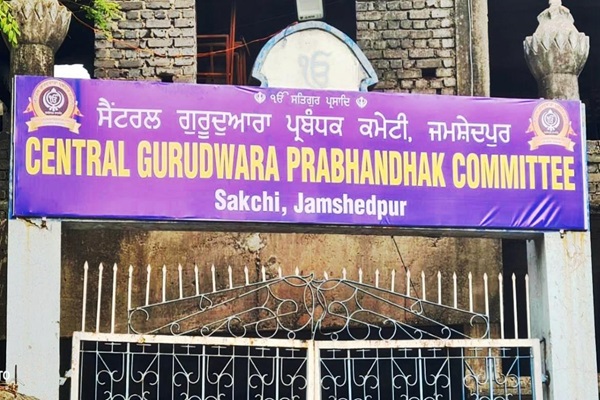 ੴ
ੴ ਸਤਿਗੁਰ ਪ੍ਰਸਾਦਿ
ਸੈਂਟਰਲ ਗੁਰੂਦੁਆਰਾ ਪ੍ਰਬੰਧਕ ਕਮੇਟੀ, ਜਮਸ਼ੇਦਪੁਰ
CENTRAL GURUDWARA PRABHANDHAK COMMITTEE
Sakchi, Jamshedpur